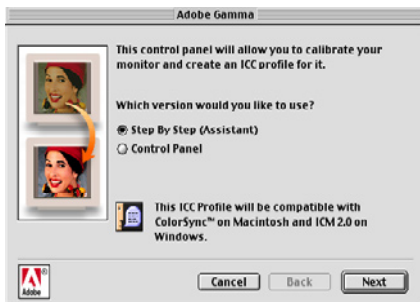 Adobe Gamma
This control panel will allow you to calibrate your
monitor and create an ICC profile for it.
Which version would you like to use?
Step By Step (Assistant)
Control Panel
This ICC Profile will be compatible with
ColorSync™ on Macintosh and ICM 2.0 on
Windows.
Adobe
Cancel Back Next